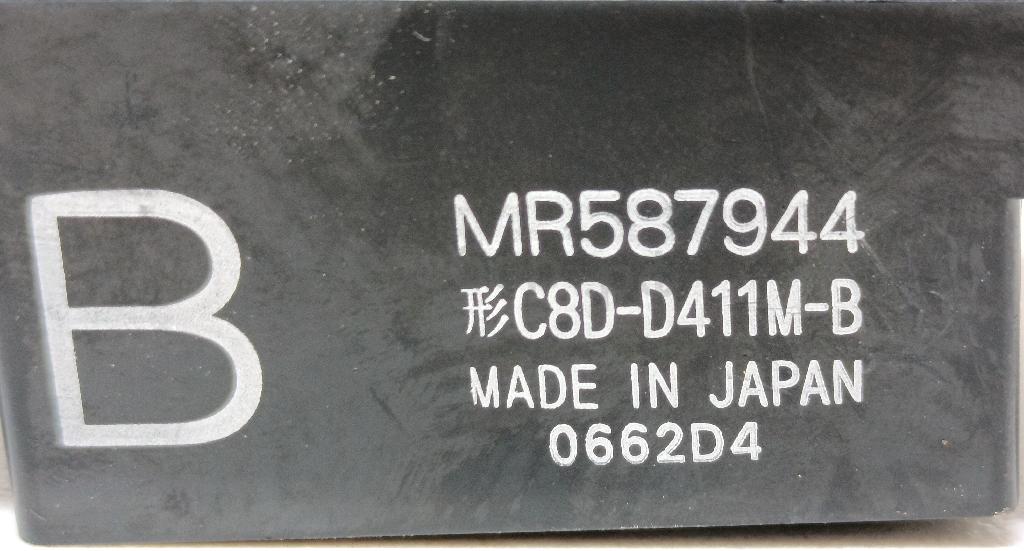 B
MR587944
形C8D-D411M-B
MADE IN JAPAN
0662D4